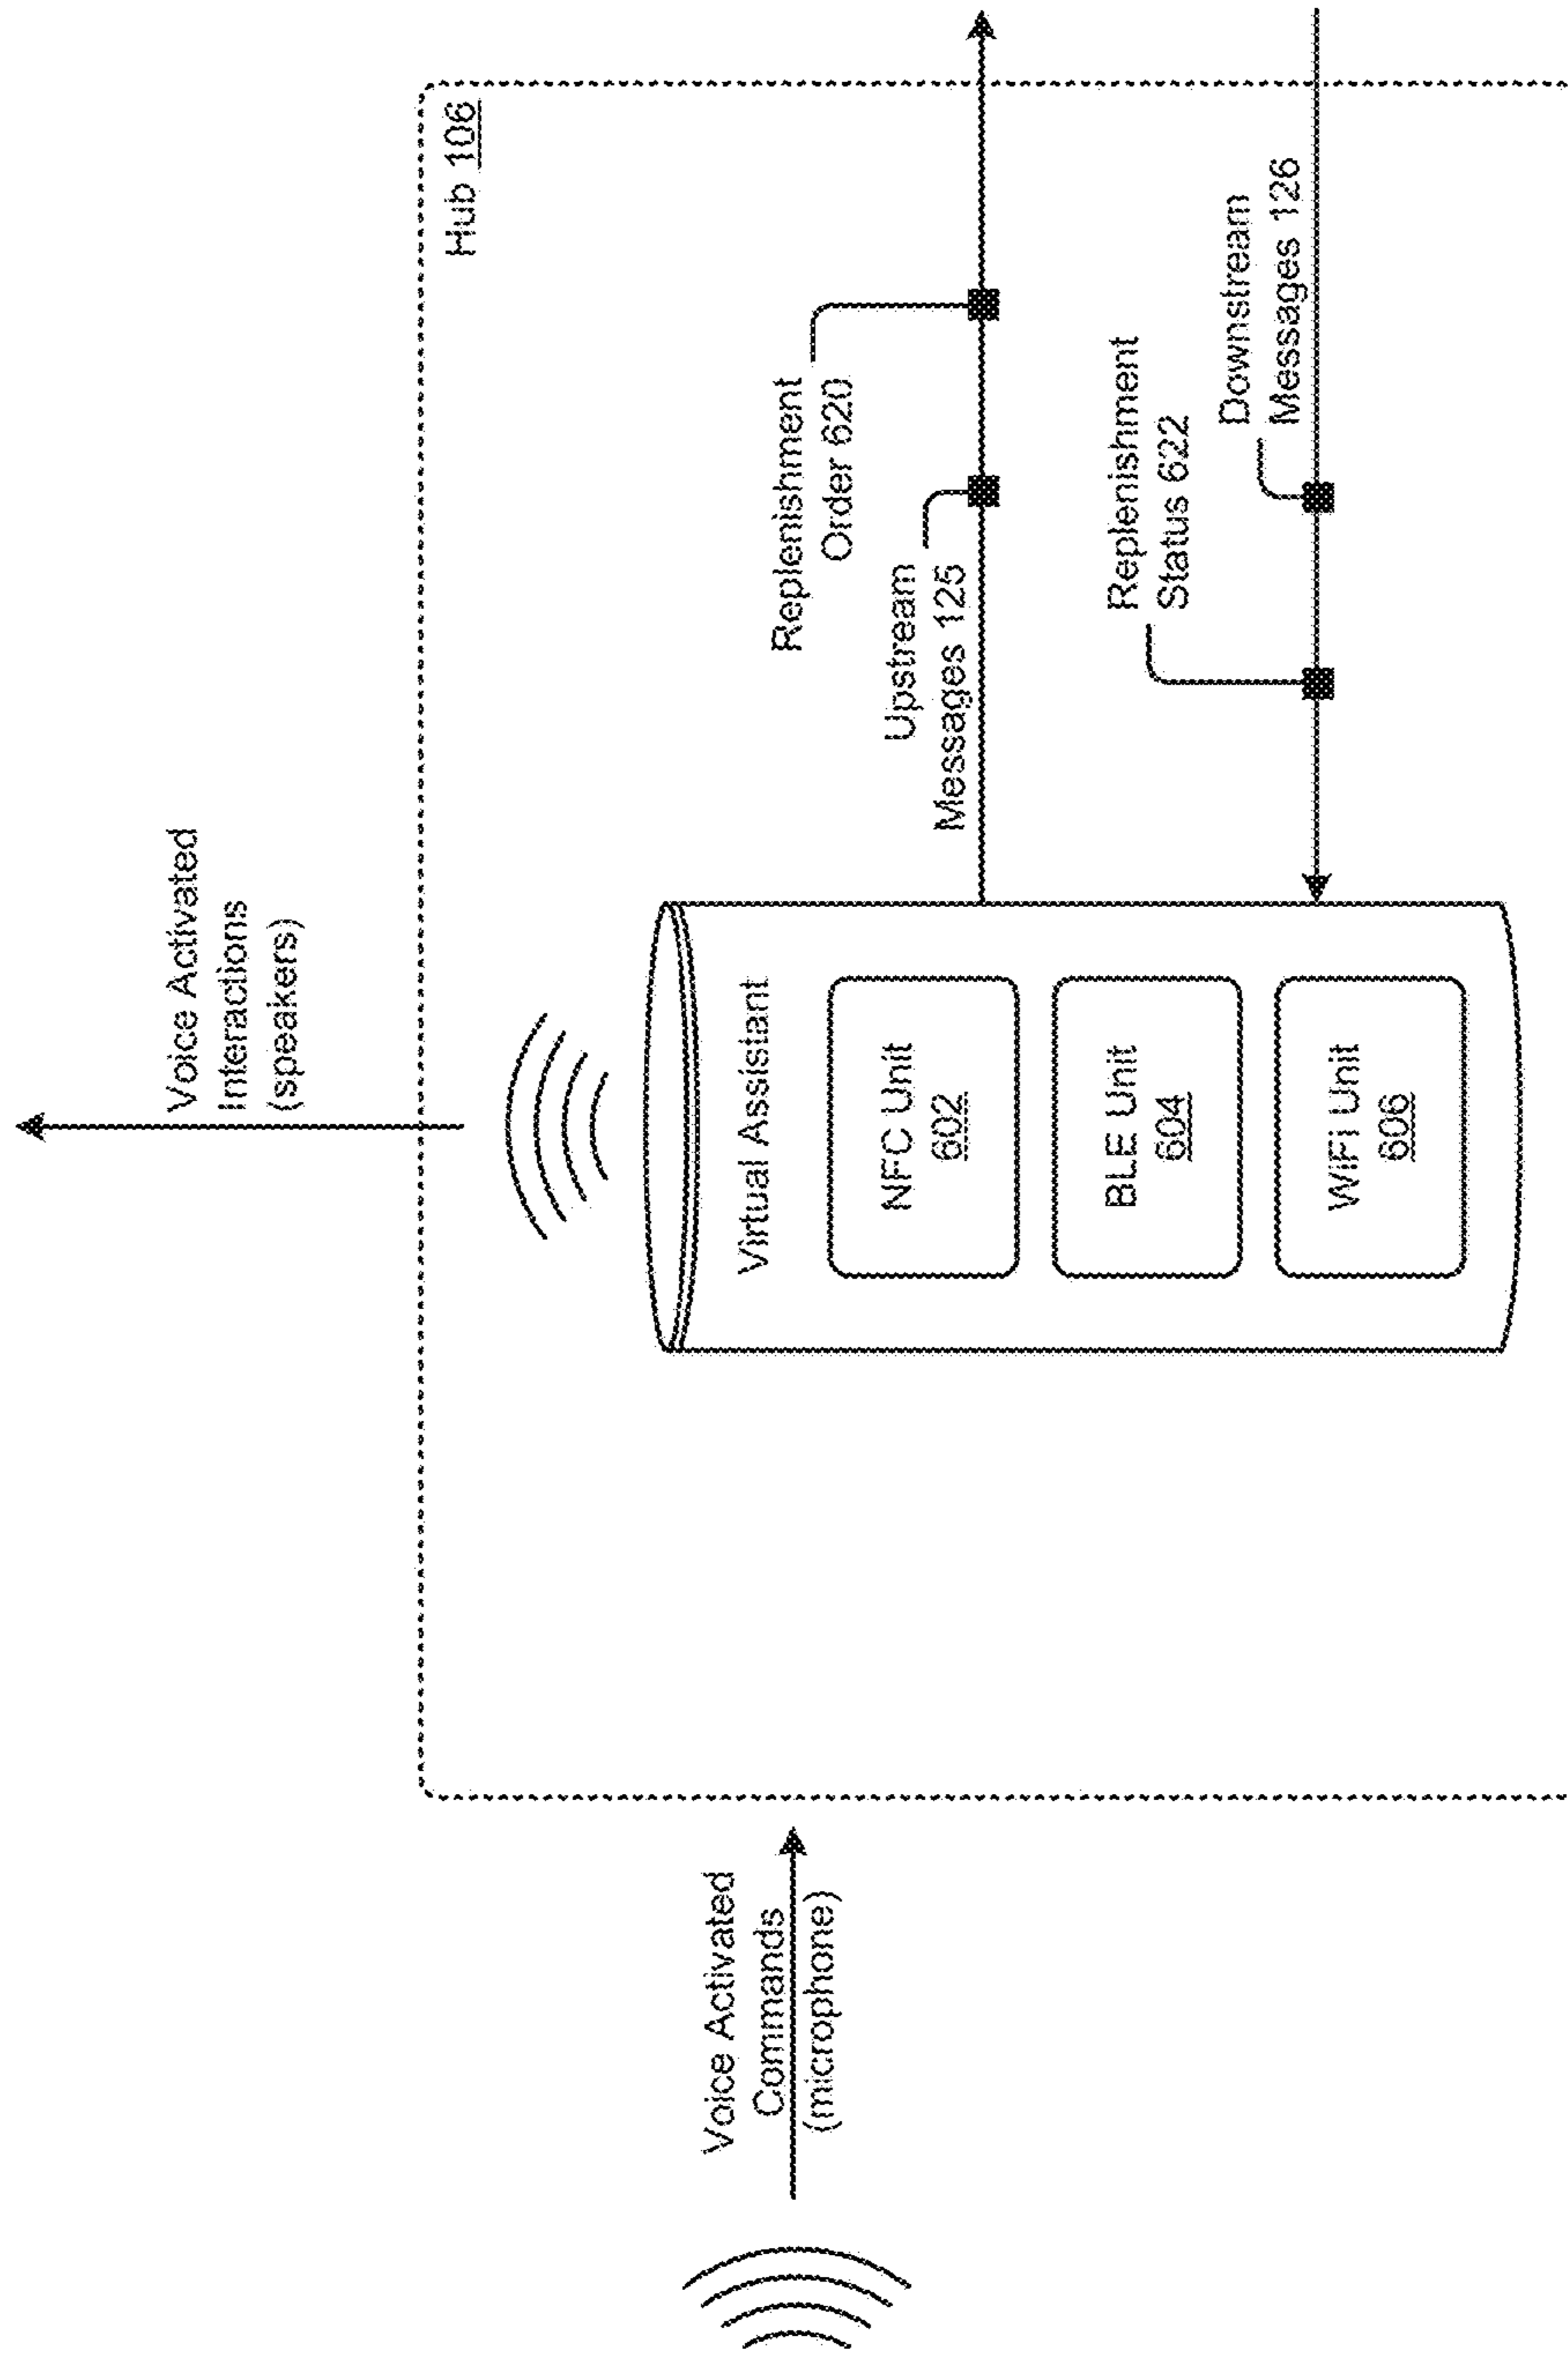 Voice Activated
Interactions
(speakers)
Hub 106
Voice Activated
Commands
(microphone)
Virtual Assistant
NFC Unit
602
BLE Unit
604
WiFi Unit
606
Replenishment
Order 620
Upstream
Messages 125
Replenishment
Status 622
Downstream
Messages 126